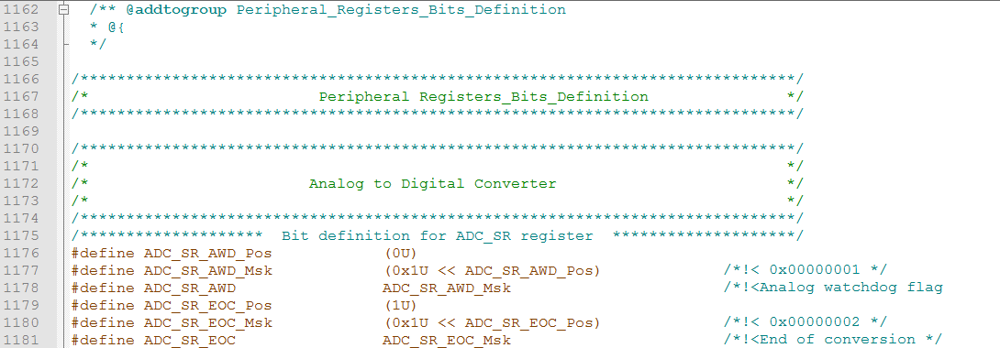 1162 /** @addtogroup Peripheral_Registers_Bits_Definition
1163 * @{
1164 */
1165
1166 /******************************************************************************/
1167 /*                         Peripheral Registers_Bits_Definition               */
1168 /******************************************************************************/
1169
1170 /******************************************************************************/
1171 /*                                                                            */
1172 /*                        Analog to Digital Converter                         */
1173 /*                                                                            */
1174 /******************************************************************************/
1175 /********************  Bit definition for ADC_SR register  ********************/
1176 #define ADC_SR_AWD_Pos            (0U)
1177 #define ADC_SR_AWD_Msk            (0x1U << ADC_SR_AWD_Pos)             /*!< 0x00000001 */
1178 #define ADC_SR_AWD                ADC_SR_AWD_Msk                       /*!<Analog watchdog flag
1179 #define ADC_SR_EOC_Pos            (1U)
1180 #define ADC_SR_EOC_Msk            (0x1U << ADC_SR_EOC_Pos)             /*!< 0x00000002 */
1181 #define ADC_SR_EOC                ADC_SR_EOC_Msk                       /*!<End of conversion */